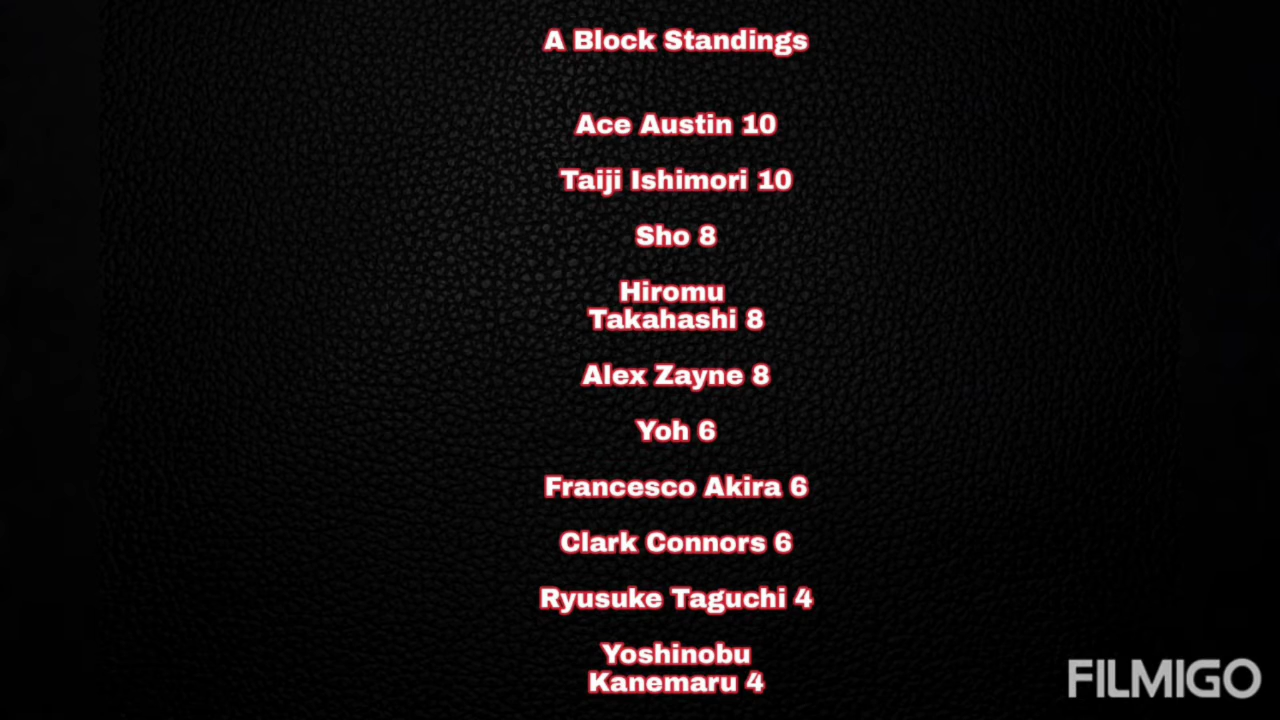 A Block Standings
Ace Austin 10
Taiji Ishimori 10
Sho 8
Hiromu
Takahashi 8
Alex Zayne 8
Yoh 6
Francesco Akira 6
Clark Connors 6
Ryusuke Taguchi 4
Yoshinobu
Kanemaru 4
FILMIGO